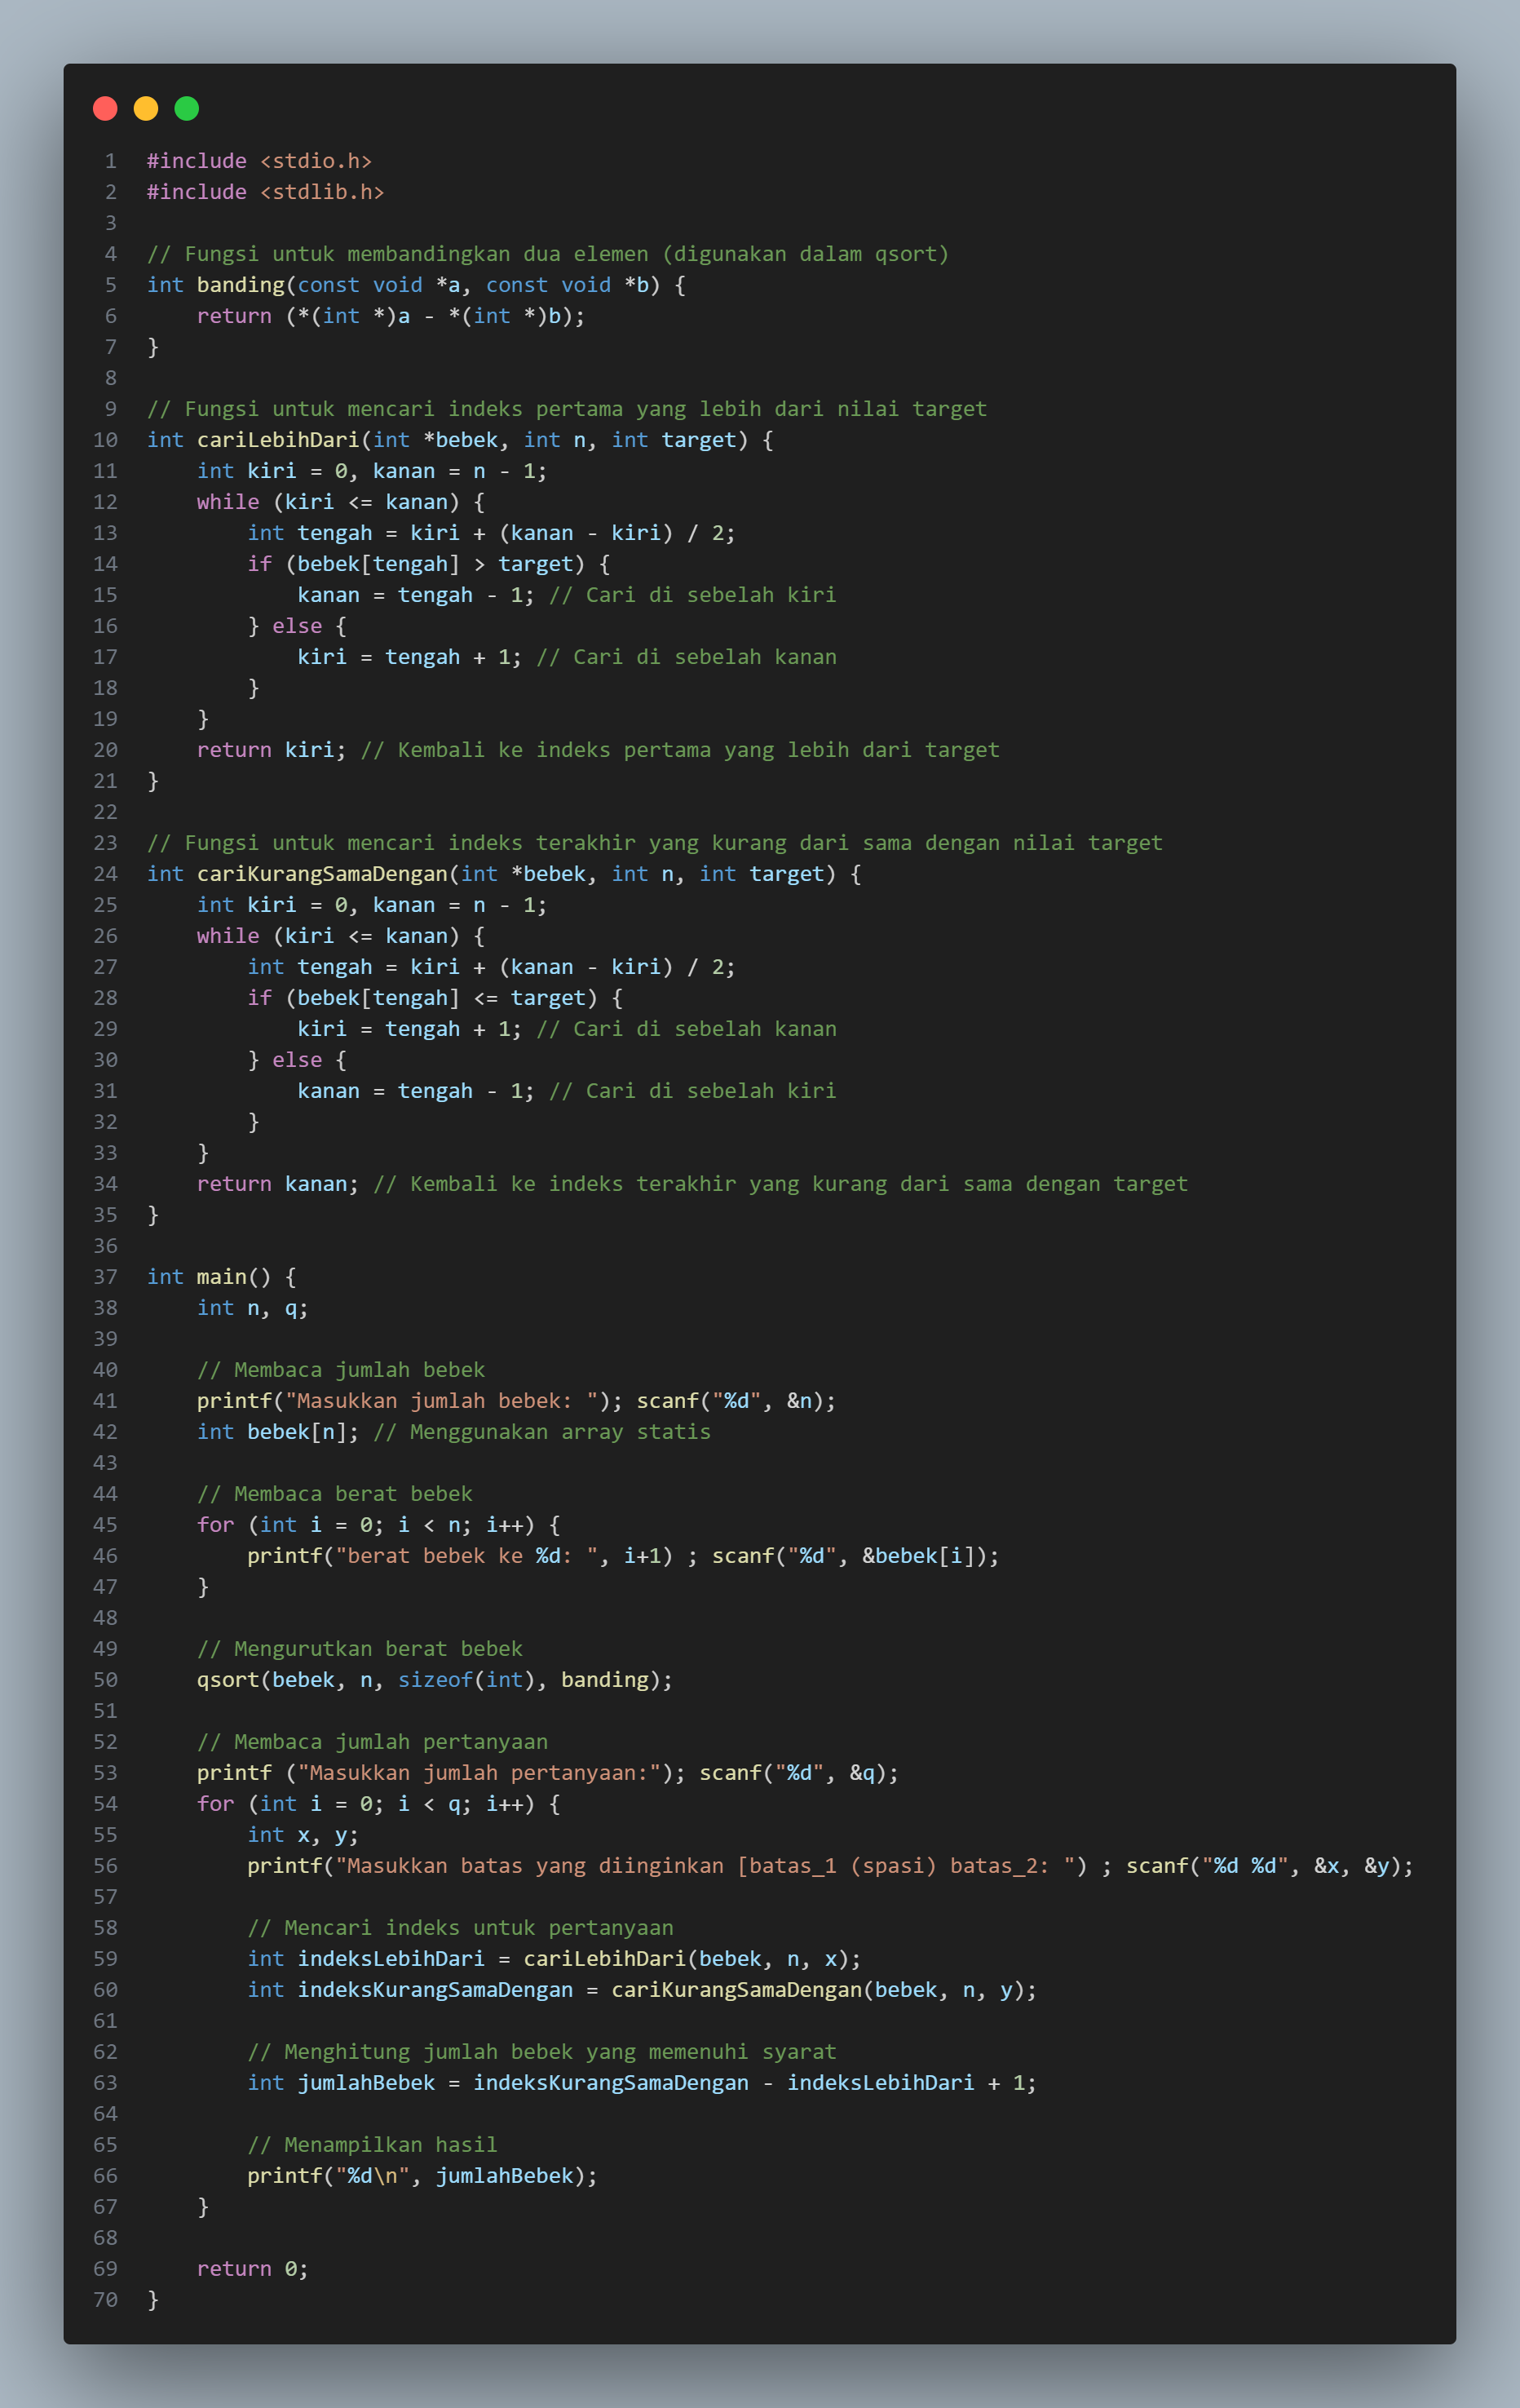 1 #include <stdio.h>
2 #include <stdlib.h>
3
4 // Fungsi untuk membandingkan dua elemen (digunakan dalam qsort)
5 int banding(const void *a, const void *b) {
6     return (*(int *)a - *(int *)b);
7 }
8
9 // Fungsi untuk mencari indeks pertama yang lebih dari nilai target
10 int cariLebihDari(int *bebek, int n, int target) {
11     int kiri = 0, kanan = n - 1;
12     while (kiri <= kanan) {
13         int tengah = kiri + (kanan - kiri) / 2;
14         if (bebek[tengah] > target) {
15             kanan = tengah - 1; // Cari di sebelah kiri
16         } else {
17             kiri = tengah + 1; // Cari di sebelah kanan
18         }
19     }
20     return kiri; // Kembali ke indeks pertama yang lebih dari target
21 }
22
23 // Fungsi untuk mencari indeks terakhir yang kurang dari sama dengan nilai target
24 int cariKurangSamaDengan(int *bebek, int n, int target) {
25     int kiri = 0, kanan = n - 1;
26     while (kiri <= kanan) {
27         int tengah = kiri + (kanan - kiri) / 2;
28         if (bebek[tengah] <= target) {
29             kiri = tengah + 1; // Cari di sebelah kanan
30         } else {
31             kanan = tengah - 1; // Cari di sebelah kiri
32         }
33     }
34     return kanan; // Kembali ke indeks terakhir yang kurang dari sama dengan target
35 }
36
37 int main() {
38     int n, q;
39
40     // Membaca jumlah bebek
41     printf("Masukkan jumlah bebek: "); scanf("%d", &n);
42     int bebek[n]; // Menggunakan array statis
43
44     // Membaca berat bebek
45     for (int i = 0; i < n; i++) {
46         printf("berat bebek ke %d: ", i+1) ; scanf("%d", &bebek[i]);
47     }
48
49     // Mengurutkan berat bebek
50     qsort(bebek, n, sizeof(int), banding);
51
52     // Membaca jumlah pertanyaan
53     printf ("Masukkan jumlah pertanyaan:"); scanf("%d", &q);
54     for (int i = 0; i < q; i++) {
55         int x, y;
56         printf("Masukkan batas yang diinginkan [batas_1 (spasi) batas_2: ") ; scanf("%d %d", &x, &y);
57
58         // Mencari indeks untuk pertanyaan
59         int indeksLebihDari = cariLebihDari(bebek, n, x);
60         int indeksKurangSamaDengan = cariKurangSamaDengan(bebek, n, y);
61
62         // Menghitung jumlah bebek yang memenuhi syarat
63         int jumlahBebek = indeksKurangSamaDengan - indeksLebihDari + 1;
64
65         // Menampilkan hasil
66         printf("%d\n", jumlahBebek);
67     }
68
69     return 0;
70 }